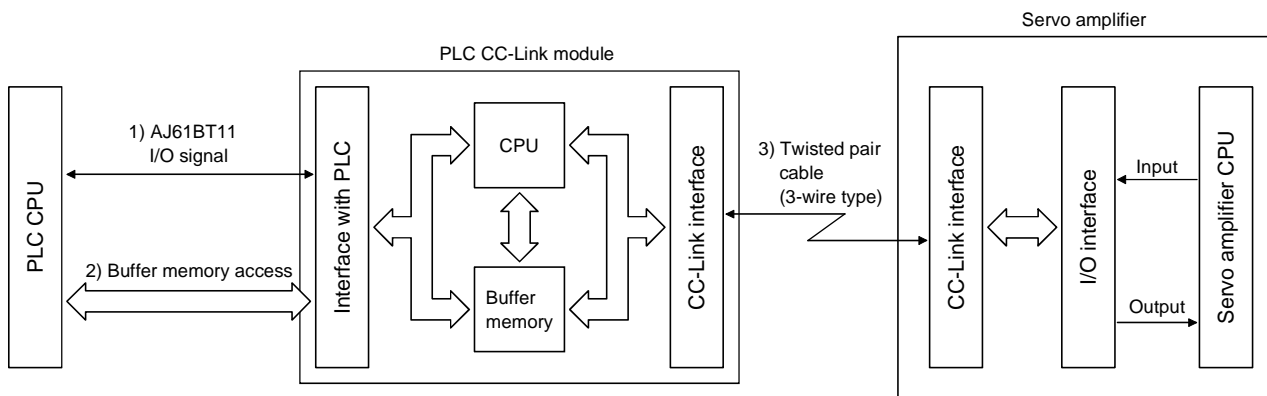 Servo amplifier
PLC CC-Link module
PLC CPU
1) AJ61BT11
I/O signal
2) Buffer memory access
Interface with PLC
CPU
Buffer
memory
CC-Link interface
3) Twisted pair
cable
(3-wire type)
CC-Link interface
I/O interface
Input
Output
Servo amplifier CPU